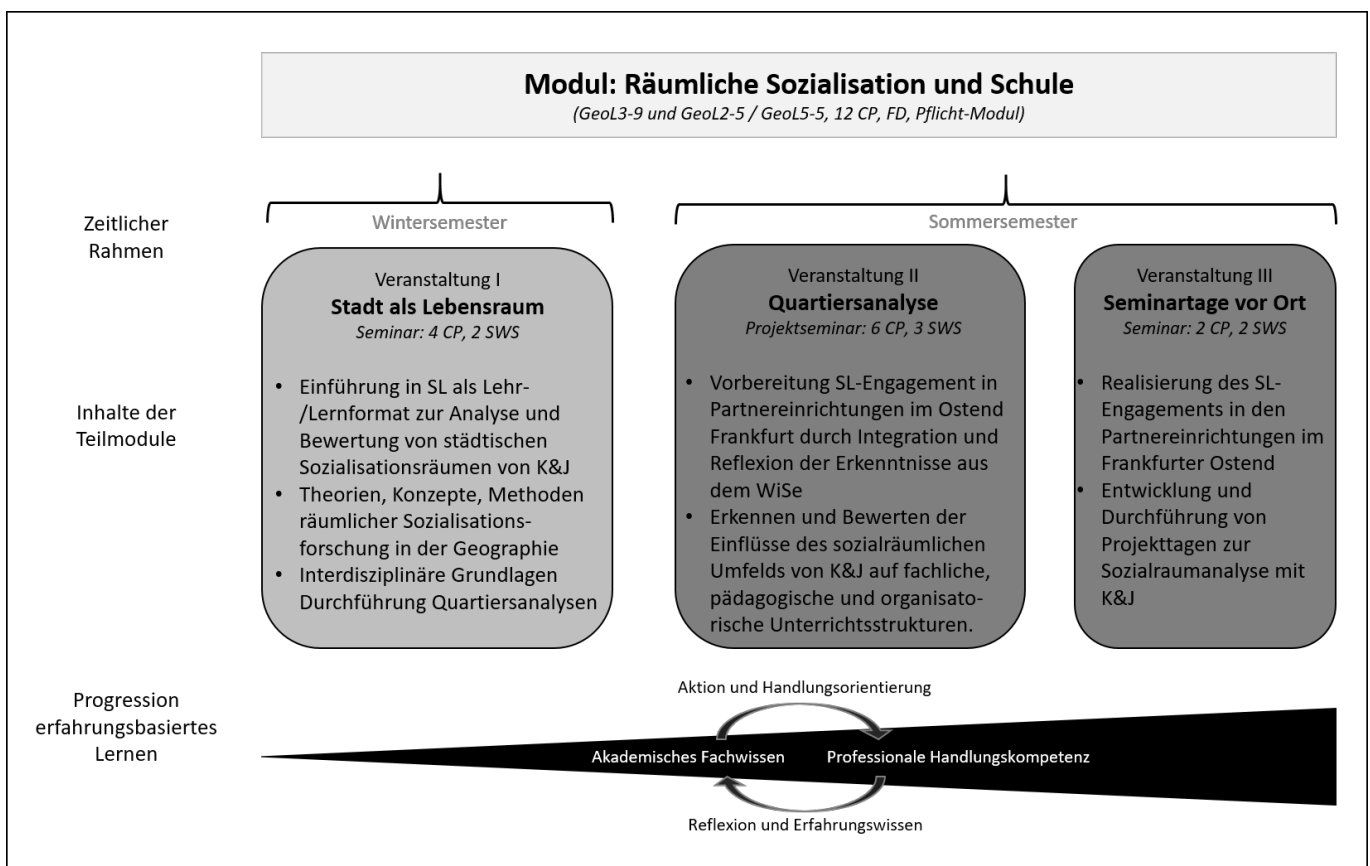 Modul: Räumliche Sozialisation und Schule
(GeoL3-9 und GeoL2-5 / GeoL5-5, 12 CP, FD, Pflicht-Modul)
Zeitlicher
Rahmen
Wintersemester
Sommersemester
Inhalte der
Teilmodule
Veranstaltung I
Stadt als Lebensraum
Seminar: 4 CP, 2 SWS
• Einführung in SL als Lehr-
/Lernformat zur Analyse und
Bewertung von städtischen
Sozialisationsräumen von K&J
• Theorien, Konzepte, Methoden
räumlicher Sozialisations-
forschung in der Geographie
• Interdisziplinäre Grundlagen
Durchführung Quartiersanalysen
Veranstaltung II
Quartiersanalyse
Projektseminar: 6 CP, 3 SWS
• Vorbereitung SL-Engagement in
Partnereinrichtungen im Ostend
Frankfurt durch Integration und
Reflexion der Erkenntnisse aus
dem WiSe
• Erkennen und Bewerten der
Einflüsse des sozialräumlichen
Umfelds von K&J auf fachliche,
pädagogische und organisato-
rische Unterrichtsstrukturen.
Veranstaltung III
Seminartage vor Ort
Seminar: 2 CP, 2 SWS
• Realisierung des SL-
Engagements in den
Partnereinrichtungen im
Frankfurter Ostend
• Entwicklung und
Durchführung von
Projekttagen zur
Sozialraumanalyse mit
K&J
Progression
erfahrungsbasiertes
Lernen
Aktion und Handlungsorientierung
Akademisches Fachwissen
Professionale Handlungskompetenz
Reflexion und Erfahrungswissen